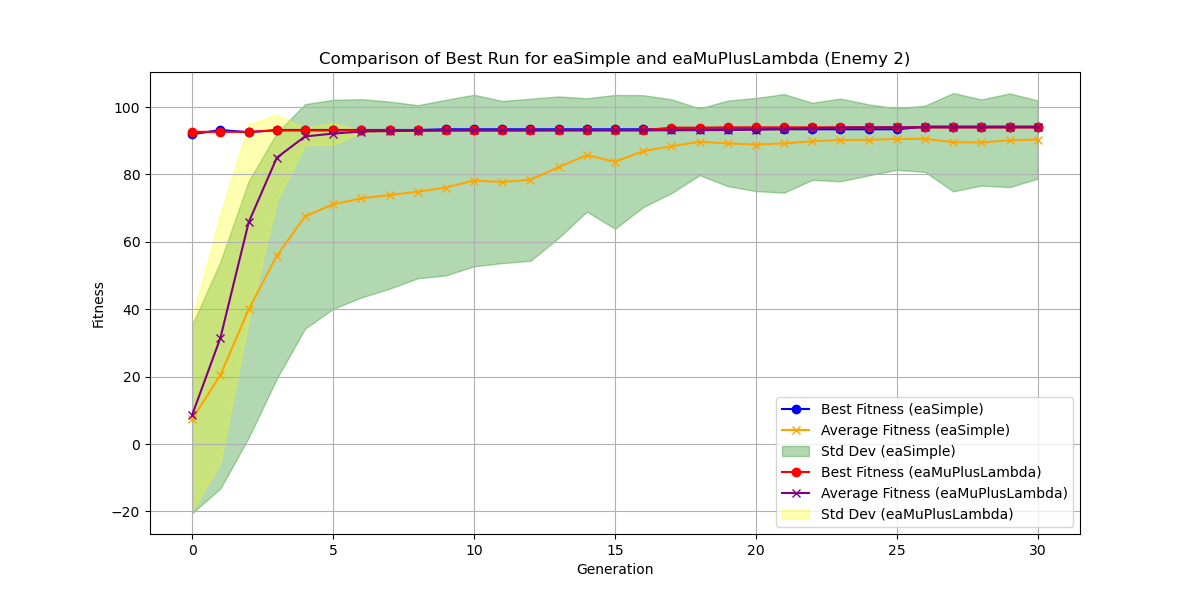 Comparison of Best Run for eaSimple and eaMuPlusLambda (Enemy 2)
100
80
60
40
20
0
−20
Fitness
0 5 10 15 20 25 30
Generation
Best Fitness (eaSimple)
Average Fitness (eaSimple)
Std Dev (eaSimple)
Best Fitness (eaMuPlusLambda)
Average Fitness (eaMuPlusLambda)
Std Dev (eaMuPlusLambda)